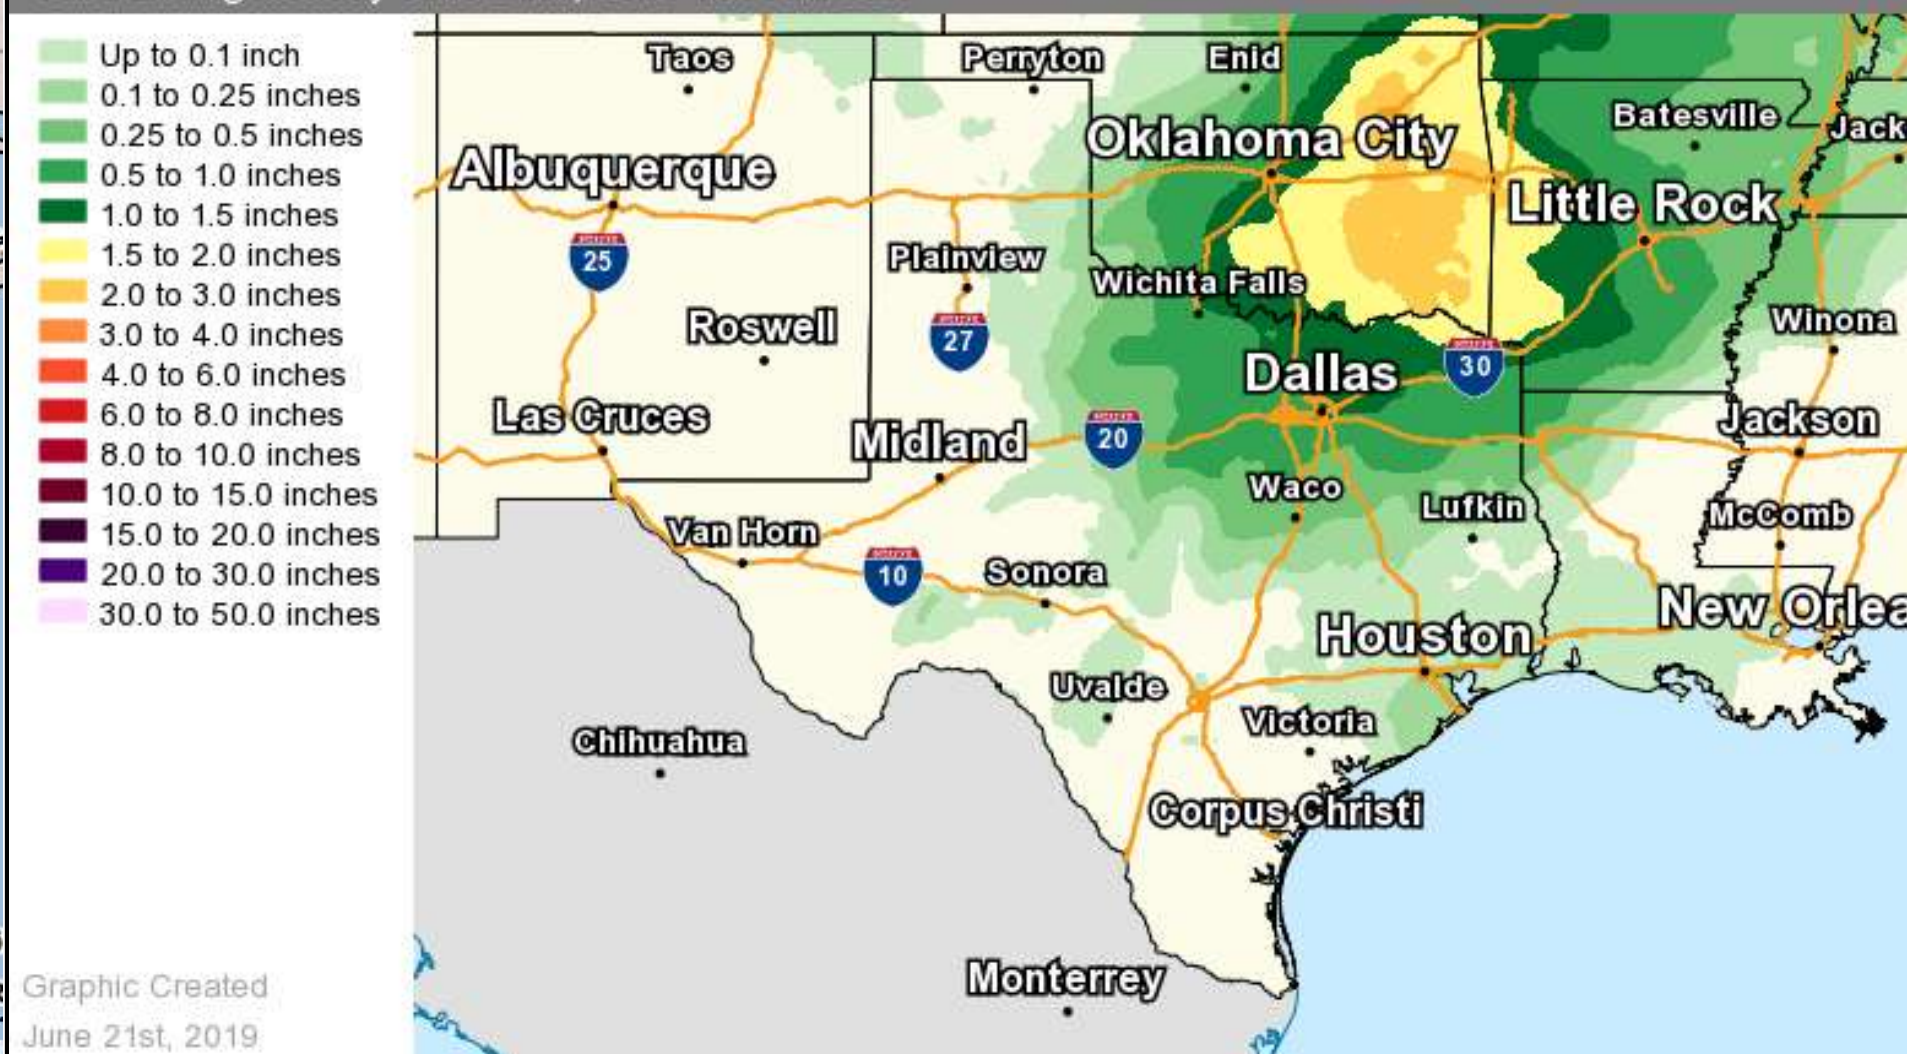 Up to 0.1 inch
0.1 to 0.25 inches
0.25 to 0.5 inches
0.5 to 1.0 inches
1.0 to 1.5 inches
1.5 to 2.0 inches
2.0 to 3.0 inches
3.0 to 4.0 inches
4.0 to 6.0 inches
6.0 to 8.0 inches
8.0 to 10.0 inches
10.0 to 15.0 inches
15.0 to 20.0 inches
20.0 to 30.0 inches
30.0 to 50.0 inches
Graphic Created
June 21st, 2019
Taos
Perryton
Enid
Batesville
Jack
Oklahoma City
Albuquerque
Little Rock
25
Plainview
Wichita Falls
Roswell
27
Winona
30
Dallas
Las Cruces
Midland
20
Jackson
Waco
Lufkin
McComb
Van Horn
10
Sonora
New Orlea
Houston
Uvalde
Victoria
Chihuahua
Corpus Christi
Monterrey